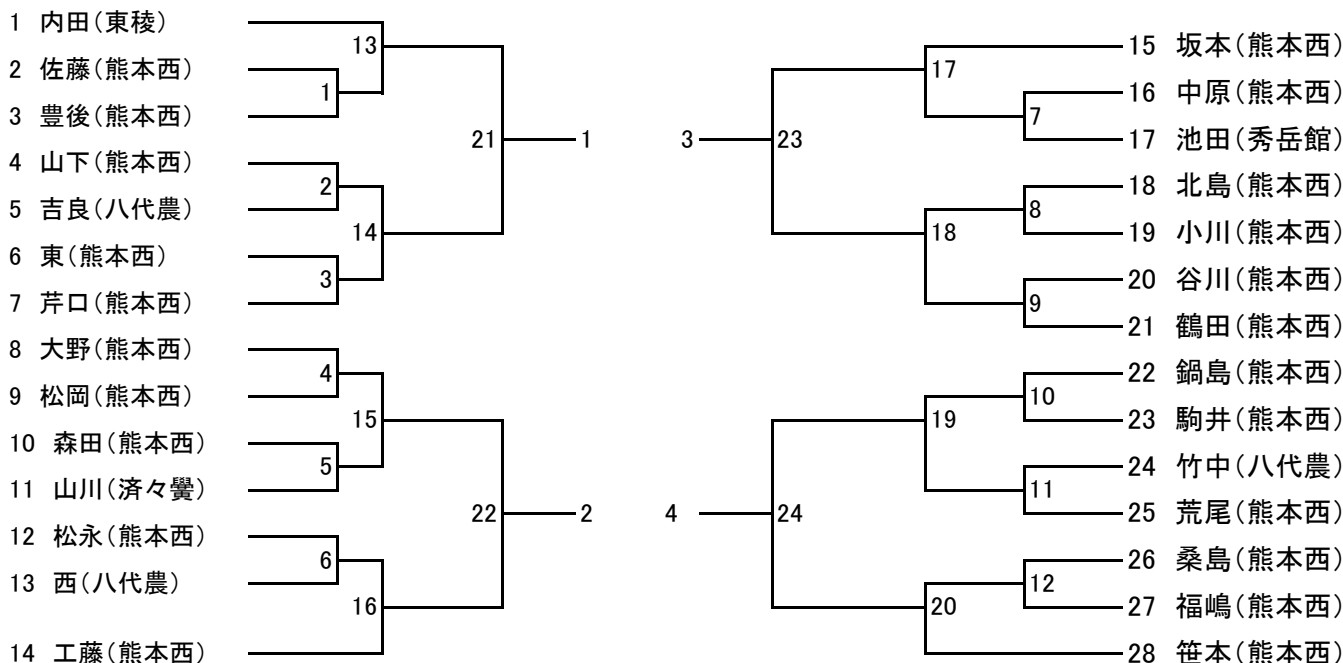 1 内田(東稜)
2 佐藤(熊本西)
3 豊後(熊本西)
4 山下(熊本西)
5 吉良(八代農)
6 東(熊本西)
7 芹口(熊本西)
8 大野(熊本西)
9 松岡(熊本西)
10 森田(熊本西)
11 山川(済々黌)
12 松永(熊本西)
13 西(八代農)
14 工藤(熊本西)
1
2
3
4
5
6
13
14
15
16
21
22
1
2
3
4
23
24
17
18
19
20
7
8
9
10
11
12
15 坂本(熊本西)
16 中原(熊本西)
17 池田(秀岳館)
18 北島(熊本西)
19 小川(熊本西)
20 谷川(熊本西)
21 鶴田(熊本西)
22 鍋島(熊本西)
23 駒井(熊本西)
24 竹中(八代農)
25 荒尾(熊本西)
26 桑島(熊本西)
27 福嶋(熊本西)
28 笹本(熊本西)